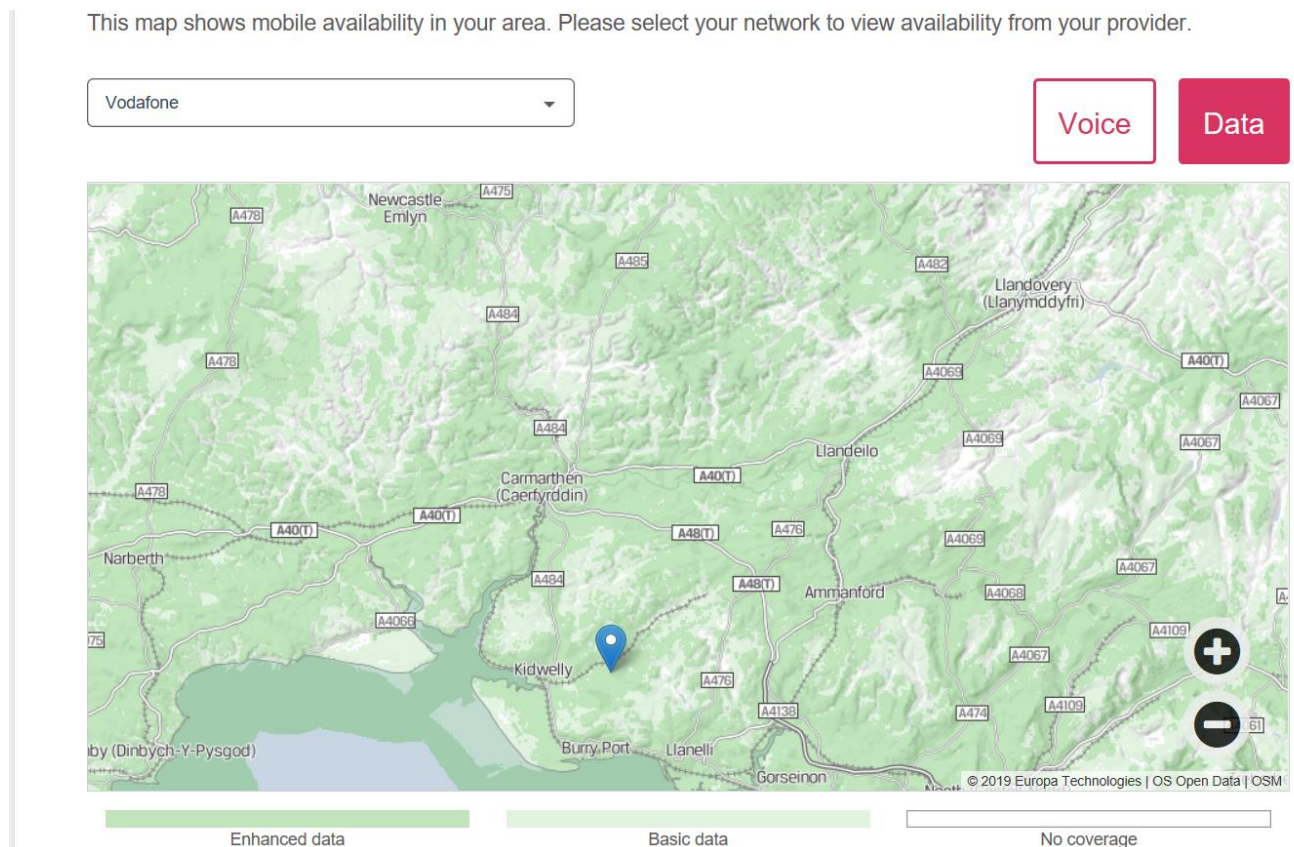 This map shows mobile availability in your area. Please select your network to view availability from your provider.
Vodafone
Voice
Data
Newcastle
Emlyn
A475
A478
A485
A482
Llandovery
(Llanymddyfri)
A484
A478
A40(T)
A4069
A4067
A484
A4069
A4067
Llandeilo
Carmarthen
(Caerfyrddin)
A40(T)
A478
A40(T)
A40(T)
A48(T)
A476
A4069
Narberth
A4067
A484
A48(T)
Ammanford
A4068
A4066
A4109
A4067
Kidwelly
A476
A4138
A474
A4109
Burry Port
Llanelli
Gorseinon
(Dinbych-Y-Pysgod)
© 2019 Europa Technologies | OS Open Data | OSM
Enhanced data
Basic data
No coverage